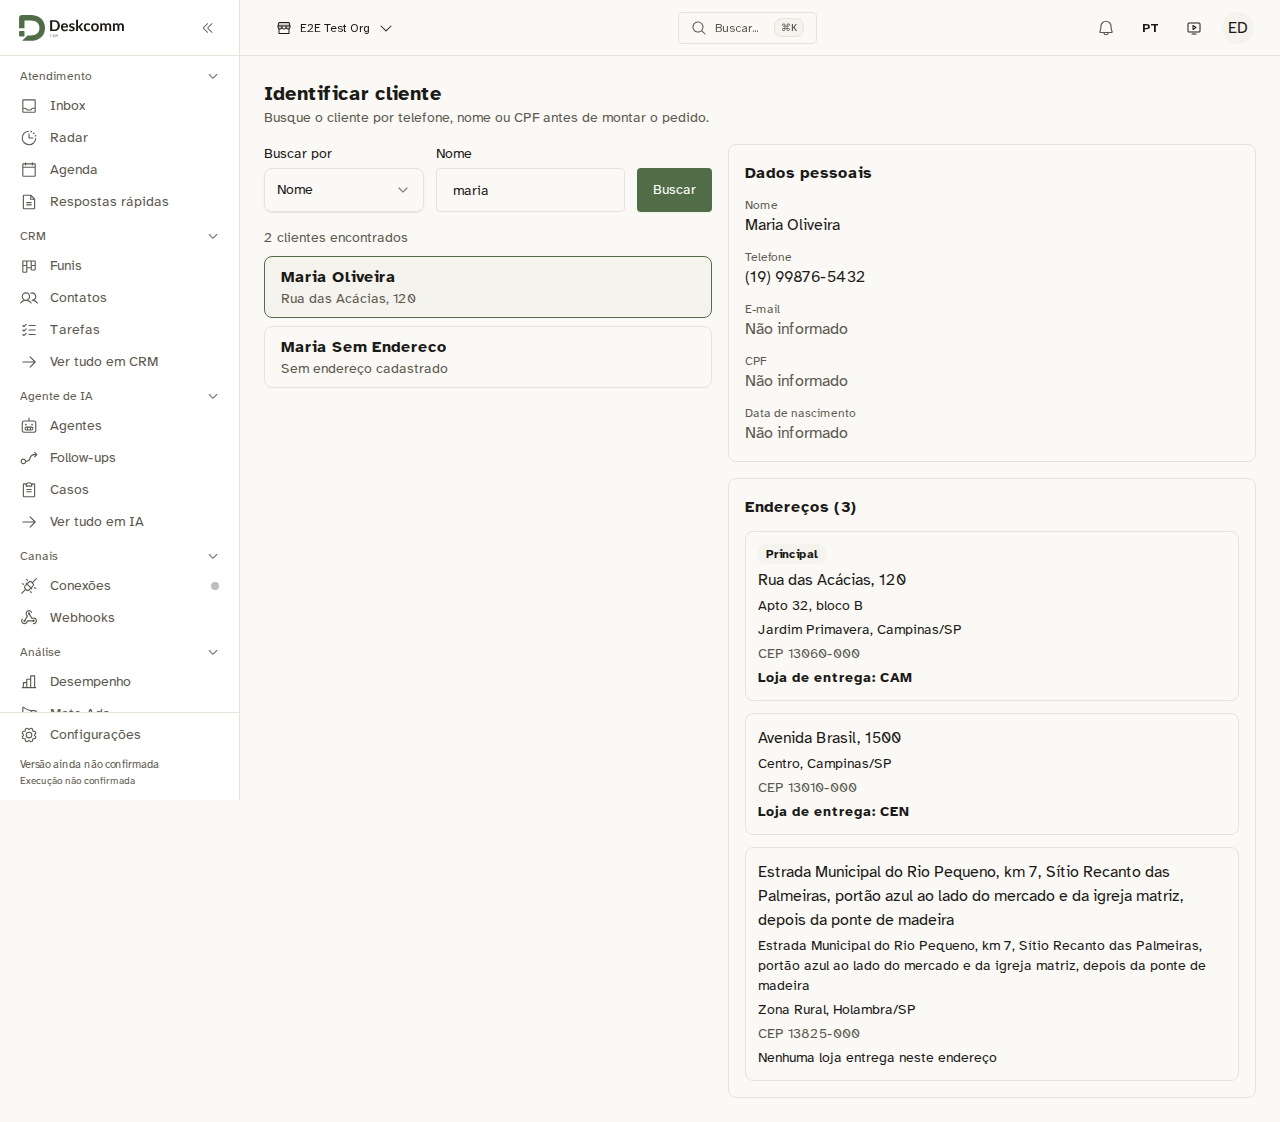 Deskcomm
E2E Test Org
Buscar...
⌘K
PT
ED
Atendimento
Inbox
Radar
Agenda
Respostas rápidas
CRM
Funis
Contatos
Tarefas
Ver tudo em CRM
Agente de IA
Agentes
Follow-ups
Casos
Ver tudo em IA
Canais
Conexões
Webhooks
Análise
Desempenho
Meta Ads
Configurações
Versão ainda não confirmada
Execução não confirmada
Identificar cliente
Busque o cliente por telefone, nome ou CPF antes de montar o pedido.
Buscar por
Nome
Nome
maria
Buscar
2 clientes encontrados
Maria Oliveira
Rua das Acácias, 120
Maria Sem Endereco
Sem endereço cadastrado
Dados pessoais
Nome
Maria Oliveira
Telefone
(19) 99876-5432
E-mail
Não informado
CPF
Não informado
Data de nascimento
Não informado
Endereços (3)
Principal
Rua das Acácias, 120
Apto 32, bloco B
Jardim Primavera, Campinas/SP
CEP 13060-000
Loja de entrega: CAM
Avenida Brasil, 1500
Centro, Campinas/SP
CEP 13010-000
Loja de entrega: CEN
Estrada Municipal do Rio Pequeno, km 7, Sítio Recanto das
Palmeiras, portão azul ao lado do mercado e da igreja matriz,
depois da ponte de madeira
Estrada Municipal do Rio Pequeno, km 7, Sítio Recanto das Palmeiras,
portão azul ao lado do mercado e da igreja matriz, depois da ponte de
madeira
Zona Rural, Holambra/SP
CEP 13825-000
Nenhuma loja entrega neste endereço